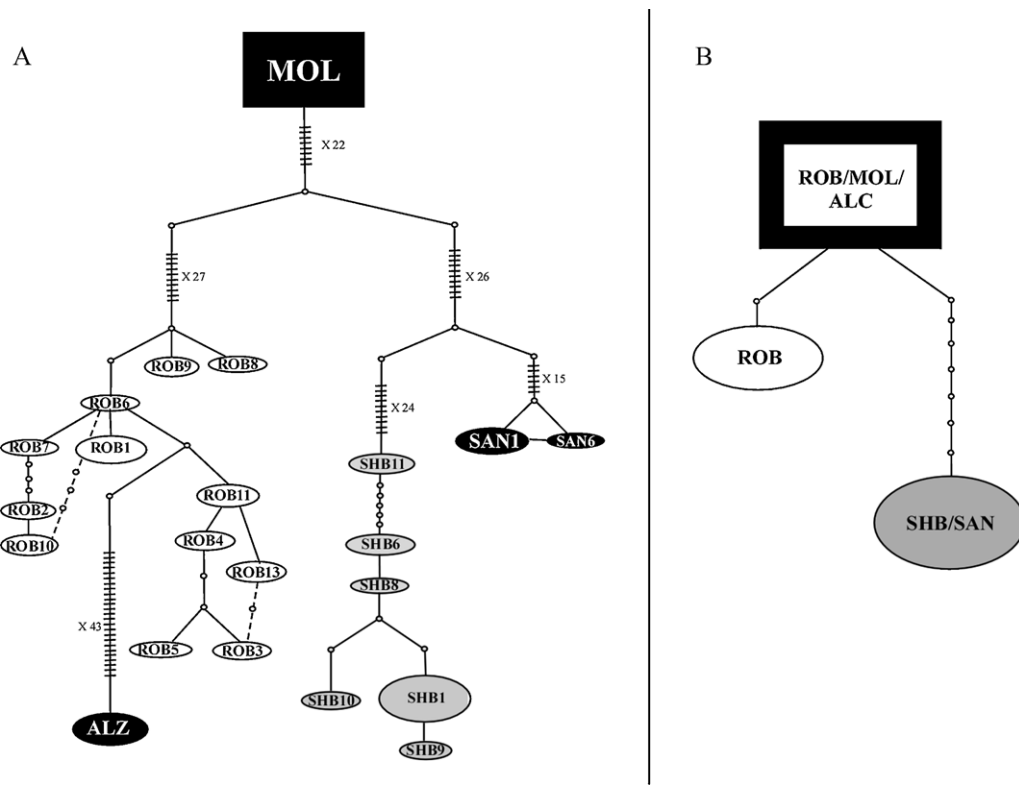 A
MOL
X 22
X 27
X 26
ROB9
ROB8
X 15
ROB6
X 24
ROB7
ROB1
SAN1
SAN6
SHB11
ROB11
ROB2
ROB4
ROB10
SHB6
ROB13
SHB8
X 43
ROB5
ROB3
SHB10
SHB1
ALZ
SHB9
B
ROB/MOL/
ALC
ROB
SHB/SAN